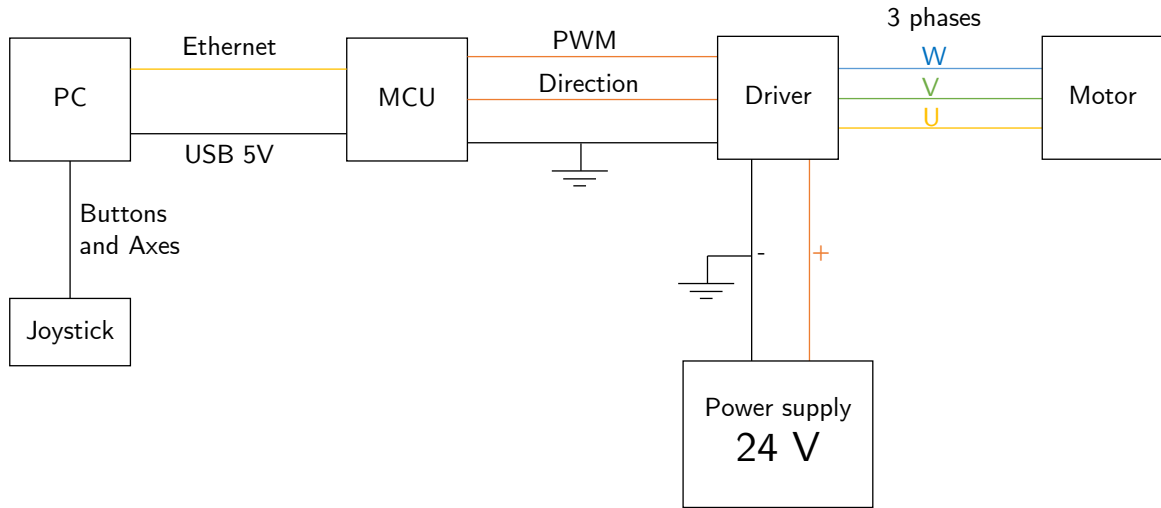 3 phases
Ethernet
PWM
W
PC
MCU
Direction
Driver
V
Motor
U
USB 5V
Buttons
and Axes
-
+
Joystick
Power supply
24 V